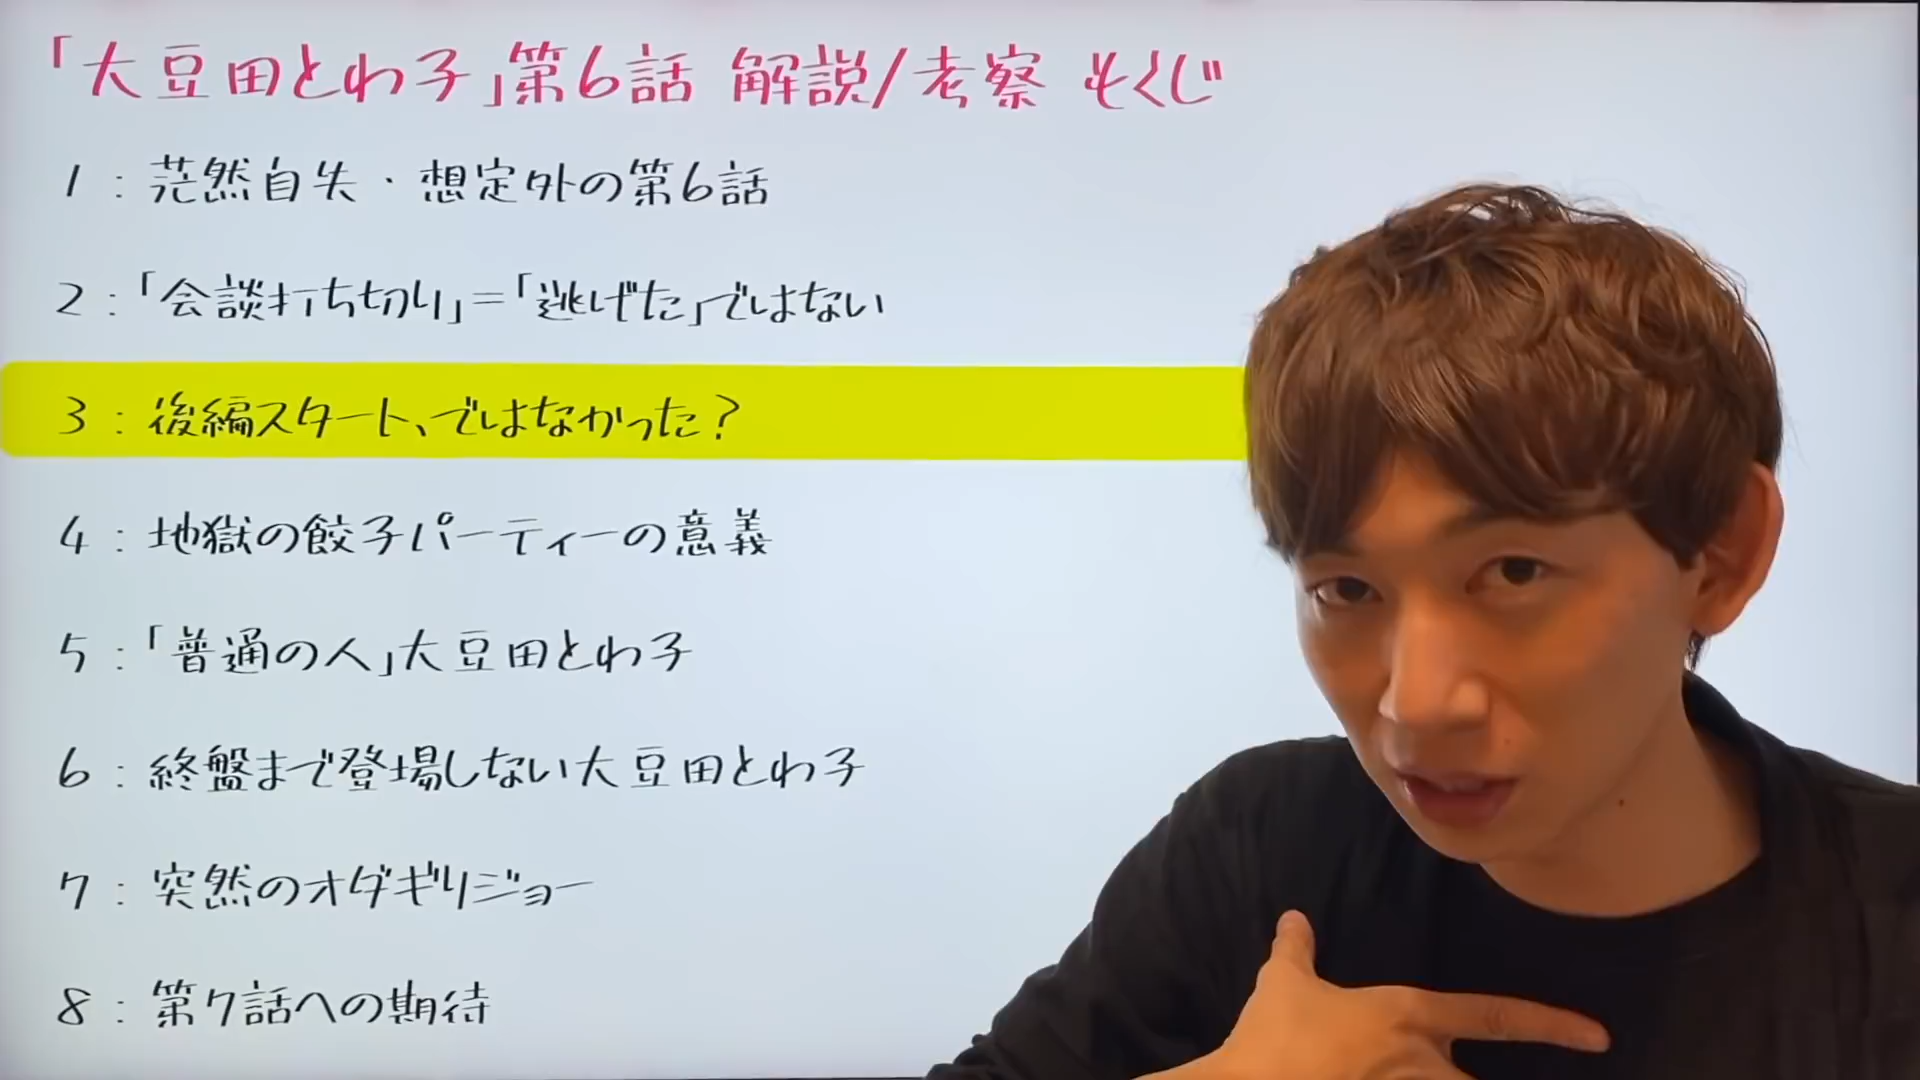 「大豆田とわ子」第6話 解説/考察 もくじ
1:茫然自失・想定外の第6話
2:「会談打ち切り」=「逃げた」ではない
3:後編スタート、ではなかった?
4:地獄の餃子パーティーの意義
5:「普通の人」大豆田とわ子
6:終盤まで登場しない大豆田とわ子
7:突然のオダギリジョー
8:第7話への期待